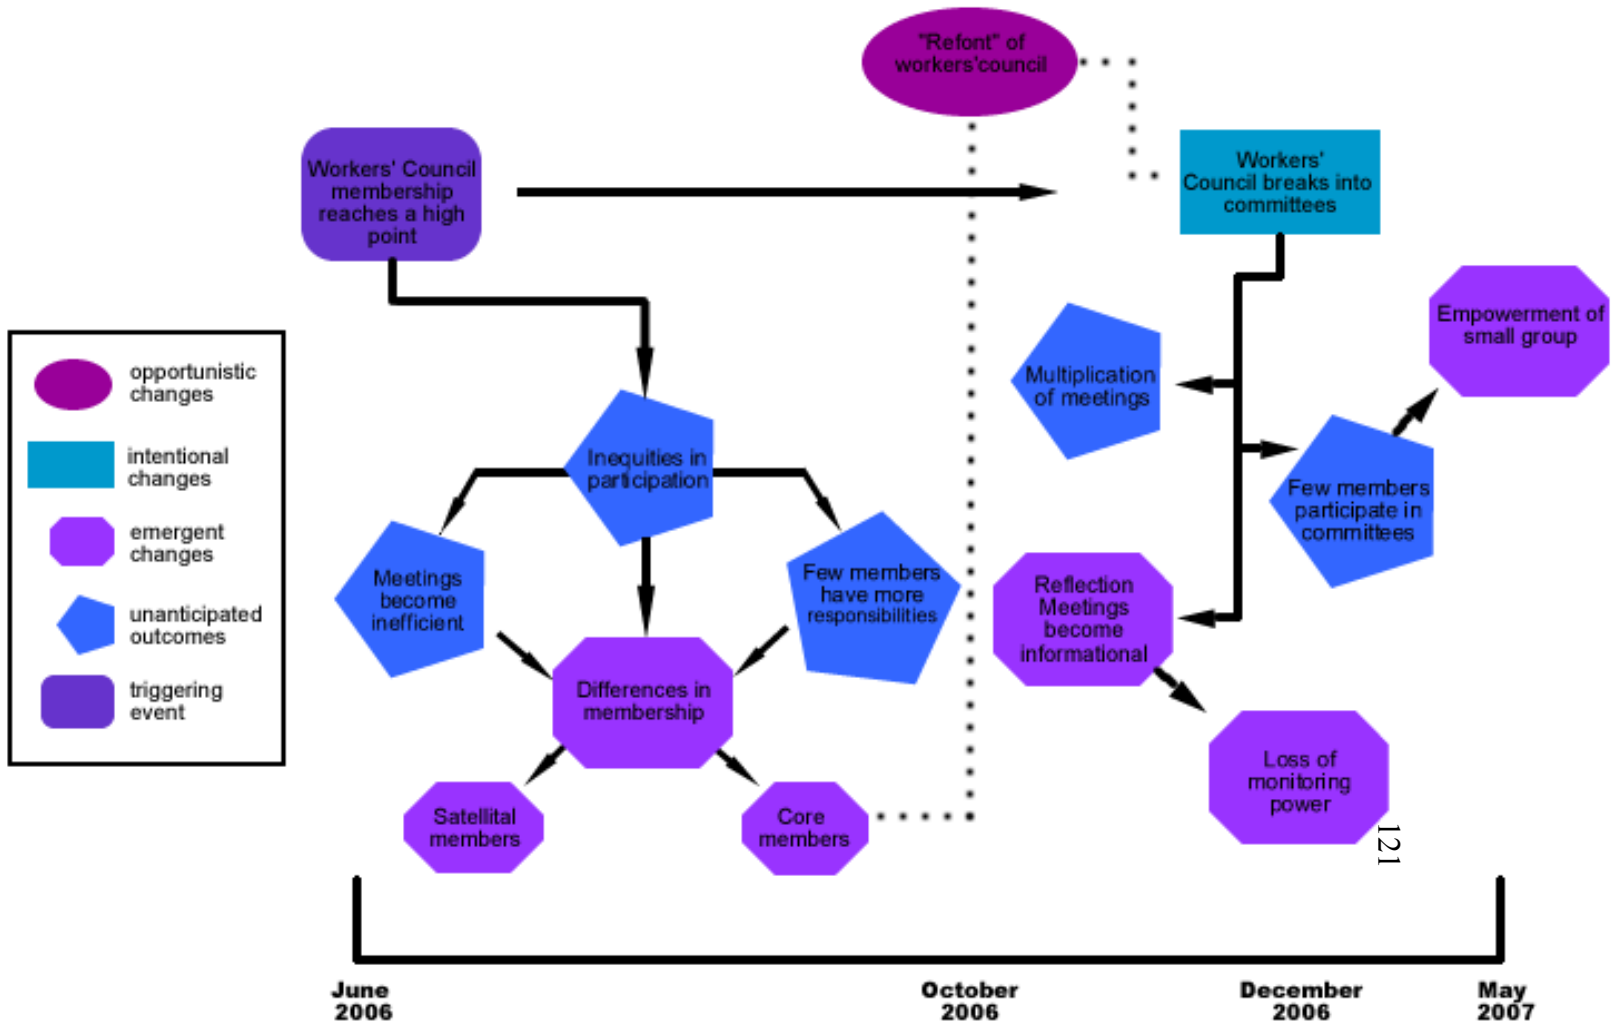 "Refont" of
workers'council
Workers' Council
membership
reaches a high
point
Workers'
Council breaks into
committees
Empowerment of
small group
Multiplication
of meetings
opportunistic
changes
intentional
changes
emergent
changes
unanticipated
outcomes
triggering
event
Inequities in
participation
Few members
participate in
committees
Meetings
become
inefficient
Few members
have more
responsibilities
Reflection
Meetings
become
informational
Differences in
membership
Loss of
monitoring
power
Satellital
members
Core
members
121
June
2006
October
2006
December
2006
May
2007